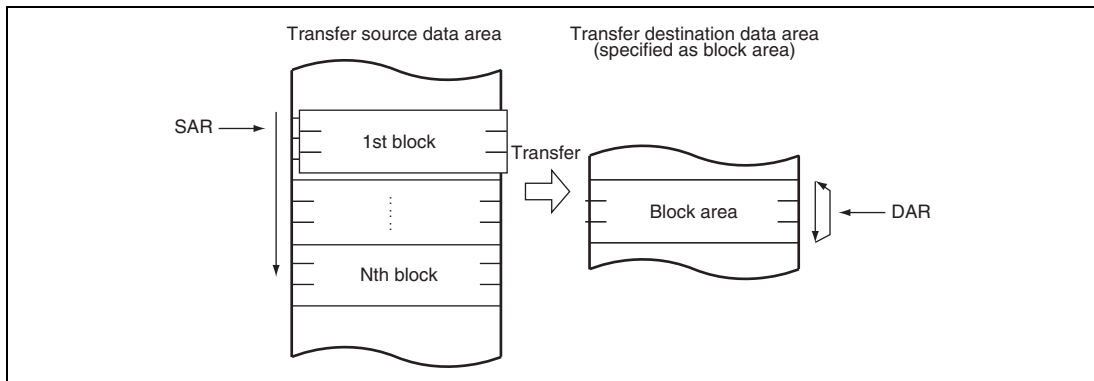 Transfer source data area
Transfer destination data area
(specified as block area)
SAR
1st block
Transfer
Block area
DAR
Nth block